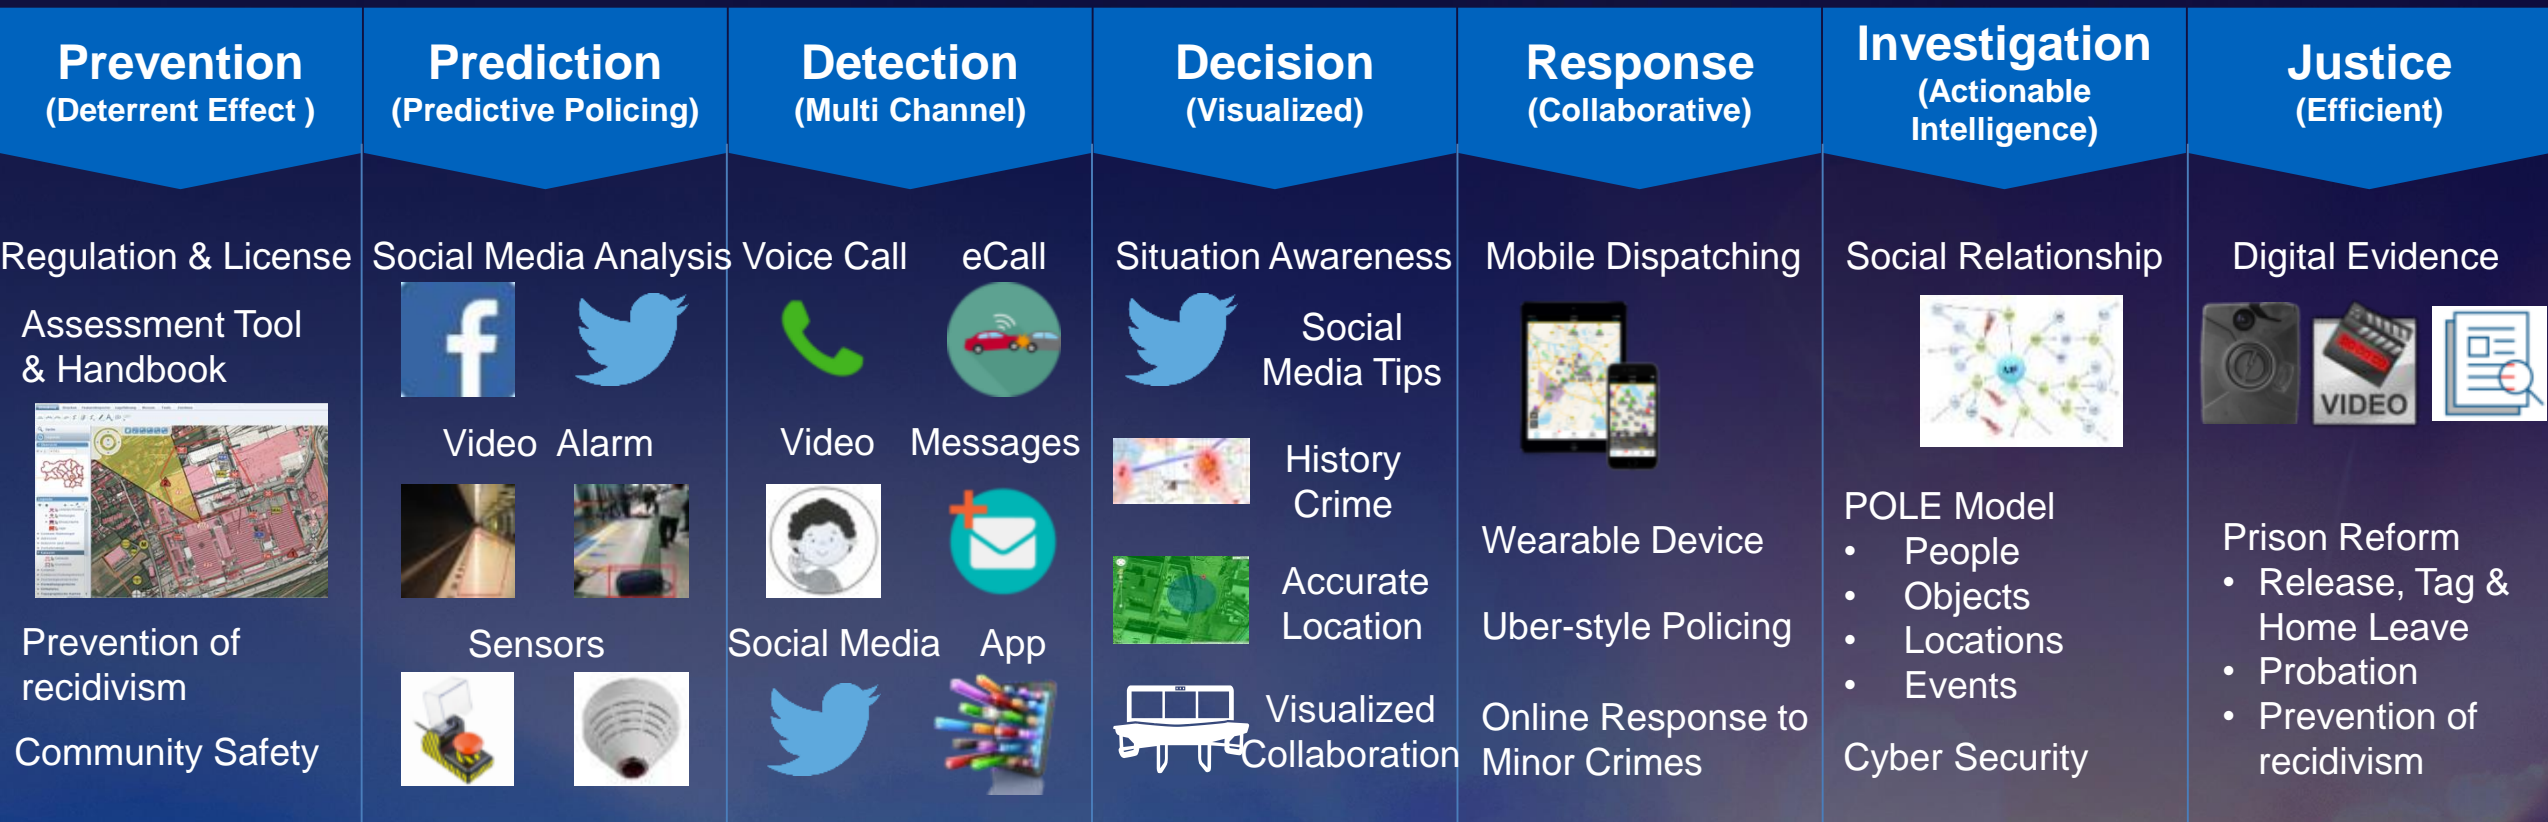 Prevention
(Deterrent Effect )
Regulation & License
Assessment Tool
& Handbook
Prevention of
recidivism
Community Safety
Prediction
(Predictive Policing)
Social Media Analysis
Video Alarm
Sensors
Detection
(Multi Channel)
Voice Call
eCall
Video
Messages
Social Media
App
Decision
(Visualized)
Situation Awareness
Social
Media Tips
History
Crime
Accurate
Location
Visualized
Collaboration
Response
(Collaborative)
Mobile Dispatching
Wearable Device
Uber-style Policing
Online Response to
Minor Crimes
Investigation
(Actionable
Intelligence)
Social Relationship
POLE Model
• People
• Objects
• Locations
• Events
Cyber Security
Justice
(Efficient)
Digital Evidence
VIDEO
Prison Reform
• Release, Tag &
Home Leave
• Probation
• Prevention of
recidivism